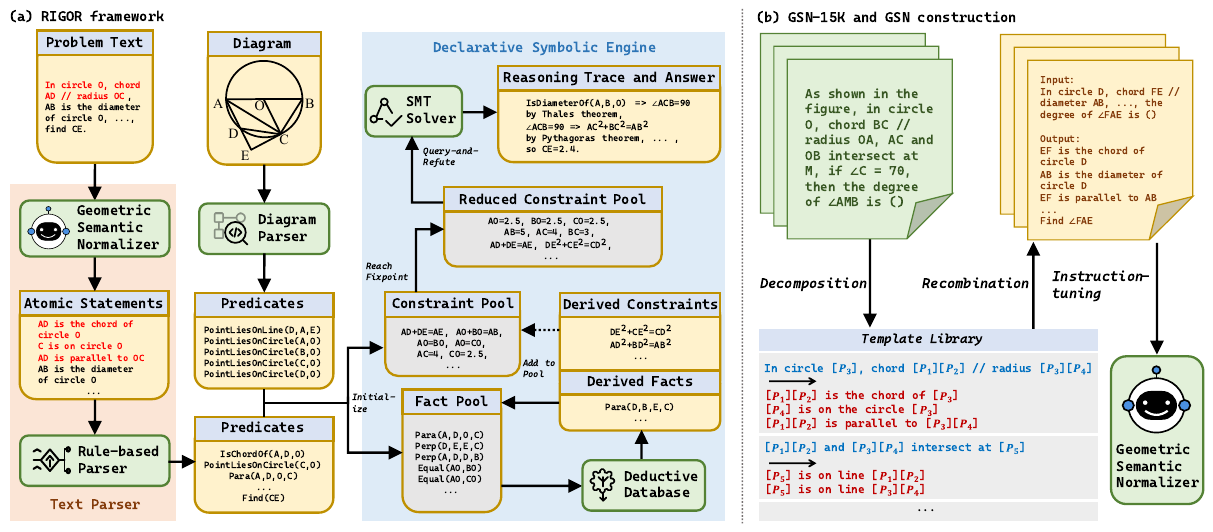 (a) RIGOR framework
Problem Text
In circle O, chord
AD // radius OC,
AB is the diameter
of circle O, ...,
find CE.
Geometric
Semantic
Normalizer
Atomic Statements
AD is the chord of
circle O
C is on circle O
AD is parallel to OC
AB is the diameter
of circle O
...
Rule-based
Parser
Text Parser
Diagram
A
O
B
D
C
E
Diagram
Parser
Predicates
PointLiesOnLine(D,A,E)
PointLiesOnCircle(A,O)
PointLiesOnCircle(B,O)
PointLiesOnCircle(C,O)
PointLiesOnCircle(D,O)
Predicates
IsChordOf(A,D,O)
PointLiesOnCircle(C,O)
Para(A,D,O,C)
...
Find(CE)
Initial-
ize
Declarative Symbolic Engine
SMT
Solver
Reasoning Trace and Answer
IsDiameterOf(A,B,O) => ∠ACB=90
by Thales theorem,
∠ACB=90 => AC²+BC²=AB²
by Pythagoras theorem, ... ,
so CE=2.4.
Query-and-
Refute
Reduced Constraint Pool
AO=2.5, BO=2.5, CO=2.5,
AB=5, AC=4, BC=3,
AD+DE=AE, DE²+CE²=CD²,
...
Reach
Fixpoint
Constraint Pool
AD+DE=AE, AO+BO=AB,
AO=BO, AO=CO,
AC=4, CO=2.5,
...
Add to
Pool
Derived Constraints
DE²+CE²=CD²
AD²+BD²=AB²
...
Derived Facts
Para(D,B,E,C)
...
Fact Pool
Para(A,D,O,C)
Perp(D,E,E,C)
Perp(A,D,D,B)
Equal(AO,BO)
Equal(AO,CO)
...
Deductive
Database
(b) GSN-15K and GSN construction
As shown in the
figure, in circle
O, chord BC //
radius OA, AC and
OB intersect at
M, if ∠C = 70,
then the degree
of ∠AMB is ()
Input:
In circle D, chord FE //
diameter AB, ..., the
degree of ∠FAE is ()
Output:
EF is the chord of
circle D
AB is the diameter of
circle D
EF is parallel to AB
...
Find ∠FAE
Decomposition
Recombination
Instruction-
tuning
Template Library
In circle [P₃], chord [P₁][P₂] // radius [P₃][P₄]
[P₁][P₂] is the chord of [P₃]
[P₄] is on the circle [P₃]
[P₁][P₂] is parallel to [P₃][P₄]
[P₁][P₂] and [P₃][P₄] intersect at [P₅]
[P₅] is on line [P₁][P₂]
[P₅] is on line [P₃][P₄]
...
Geometric
Semantic
Normalizer